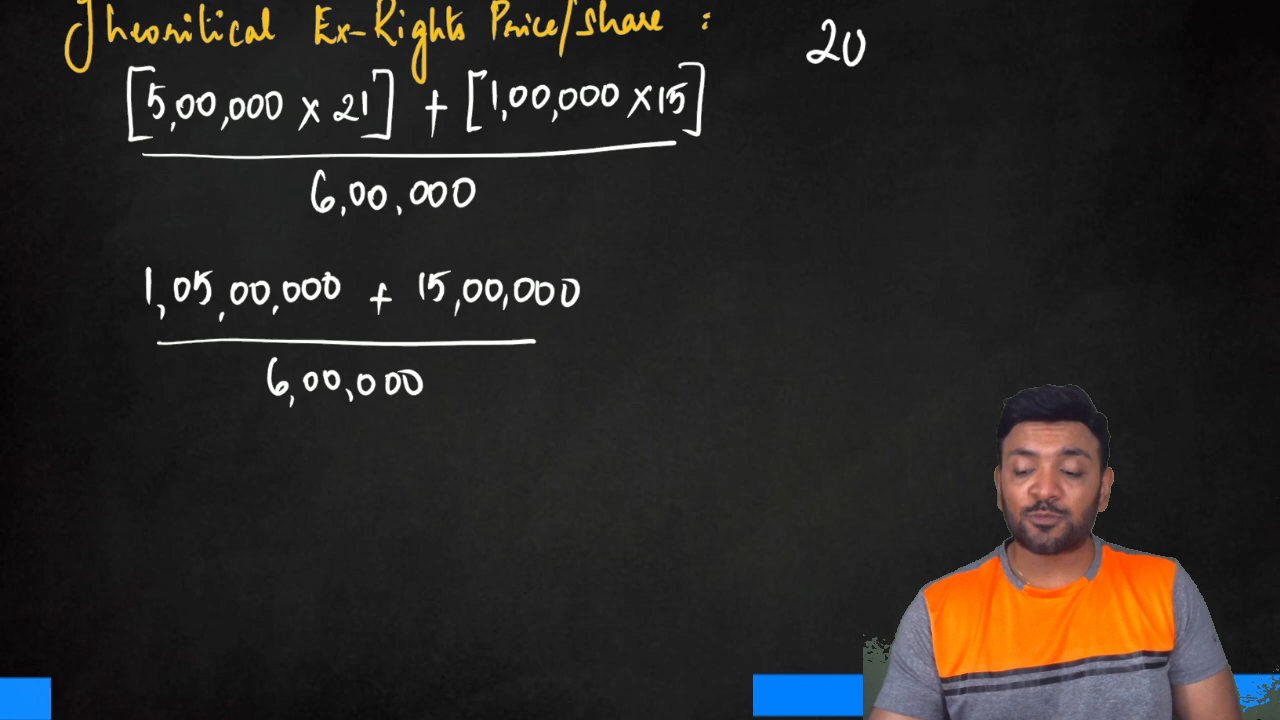 Theoritical Ex-Rights Price/share :
20
[5,00,000 x 21] + [1,00,000 x 15]
6,00,000
1,05,00,000 + 15,00,000
6,00,000